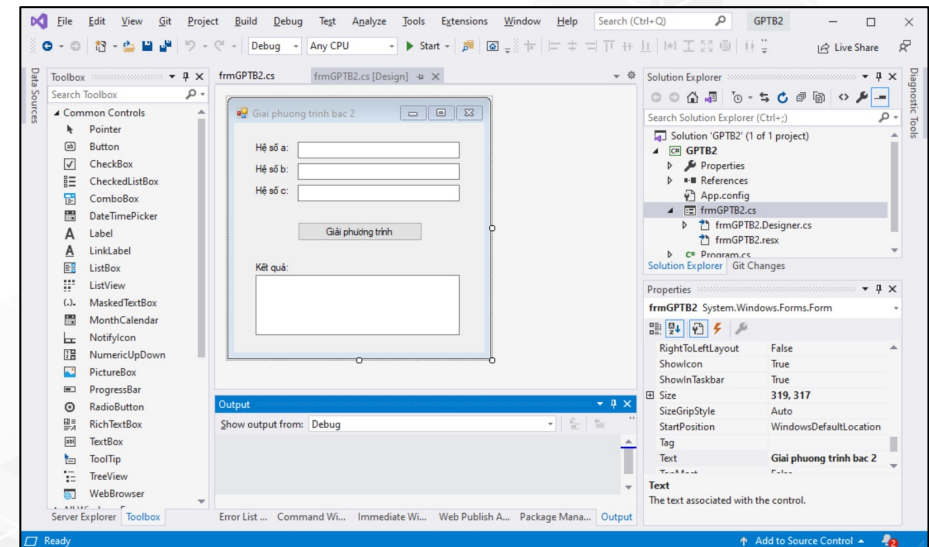 File Edit View Git Project Build Debug Test Analyze Tools Extensions Window Help Search (Ctrl+Q) GPTB2
Debug Any CPU Start Live Share
Data Sources
Toolbox
Search Toolbox
Common Controls
Pointer
Button
CheckBox
CheckedListBox
ComboBox
DateTimePicker
Label
LinkLabel
ListBox
ListView
MaskedTextBox
MonthCalendar
NotifyIcon
NumericUpDown
PictureBox
ProgressBar
RadioButton
RichTextBox
TextBox
ToolTip
TreeView
WebBrowser
Server Explorer Toolbox
frmGPTB2.cs frmGPTB2.cs [Design]
Giai phuong trinh bac 2
Hệ số a:
Hệ số b:
Hệ số c:
Giải phương trình
Kết quả:
Output
Show output from: Debug
Error List ... Command Wi... Immediate Wi... Web Publish A... Package Mana... Output
Solution Explorer
Search Solution Explorer (Ctrl+;)
Solution 'GPTB2' (1 of 1 project)
GPTB2
Properties
References
App.config
frmGPTB2.cs
frmGPTB2.Designer.cs
frmGPTB2.resx
C# Program.cs
Solution Explorer Git Changes
Properties
frmGPTB2 System.Windows.Forms.Form
RightToLeftLayout False
ShowIcon True
ShowInTaskbar True
Size 319, 317
SizeGripStyle Auto
StartPosition WindowsDefaultLocation
Tag
Text Giai phuong trinh bac 2
Text
The text associated with the control.
Diagnostic Tools
Ready Add to Source Control 2